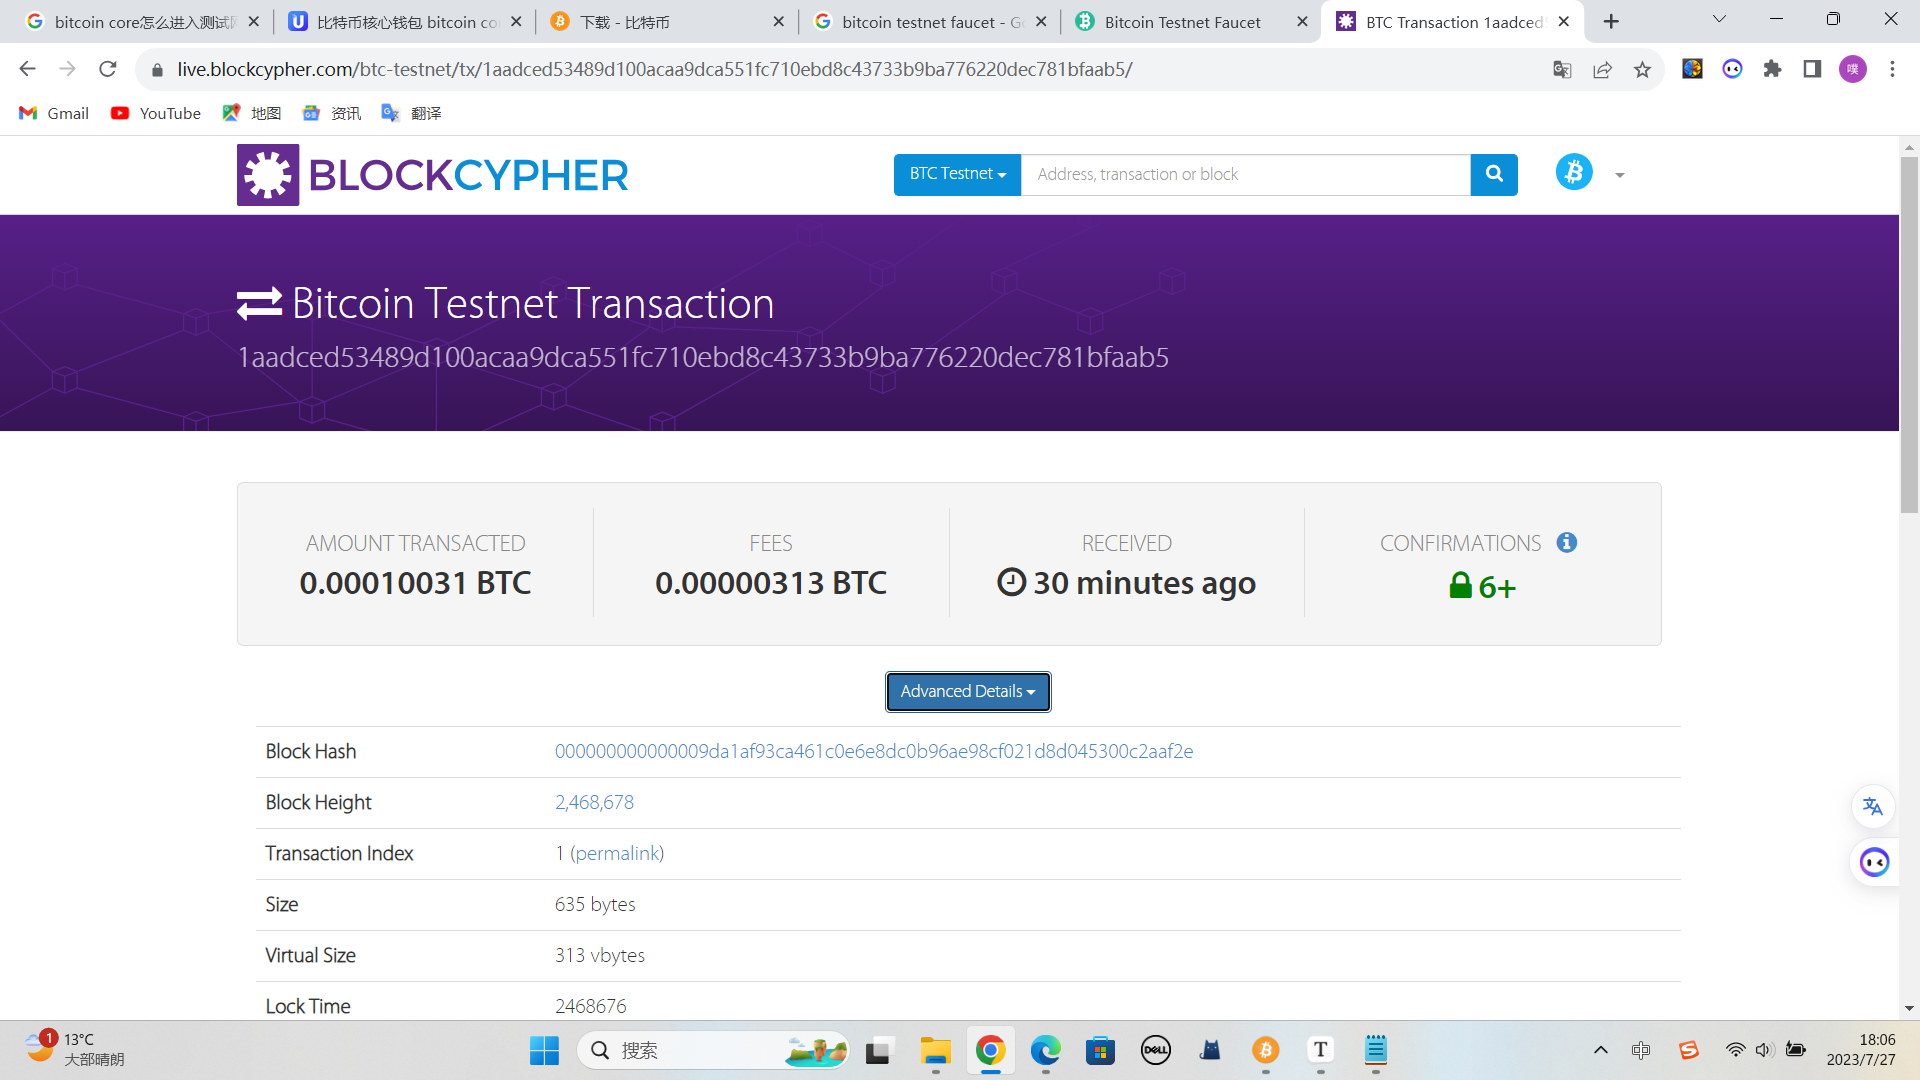 bitcoin core怎么进入测试
比特币核心钱包 bitcoin co
下载 - 比特币
bitcoin testnet faucet - G
Bitcoin Testnet Faucet
BTC Transaction 1aadced5
live.blockcypher.com/btc-testnet/tx/1aadced53489d100acaa9dca551fc710ebd8c43733b9ba776220dec781bfaab5/
噗
Gmail
YouTube
地图
资讯
翻译
BLOCKCYPHER
BTC Testnet
Address, transaction or block
Bitcoin Testnet Transaction
1aadced53489d100acaa9dca551fc710ebd8c43733b9ba776220dec781bfaab5
AMOUNT TRANSACTED
0.00010031 BTC
FEES
0.00000313 BTC
RECEIVED
30 minutes ago
CONFIRMATIONS
6+
Advanced Details
Block Hash
000000000000009da1af93ca461c0e6e8dc0b96ae98cf021d8d045300c2aaf2e
Block Height
2,468,678
Transaction Index
1 (permalink)
Size
635 bytes
Virtual Size
313 vbytes
Lock Time
2468676
1
13°C
大部晴朗
搜索
DELL
T
中
S
18:06
2023/7/27